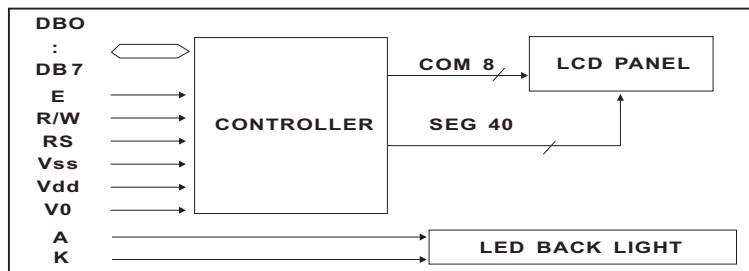 DBO
:
DB7
E
R/W
RS
Vss
Vdd
V0
A
K
CONTROLLER
COM 8
SEG 40
LCD PANEL
LED BACK LIGHT